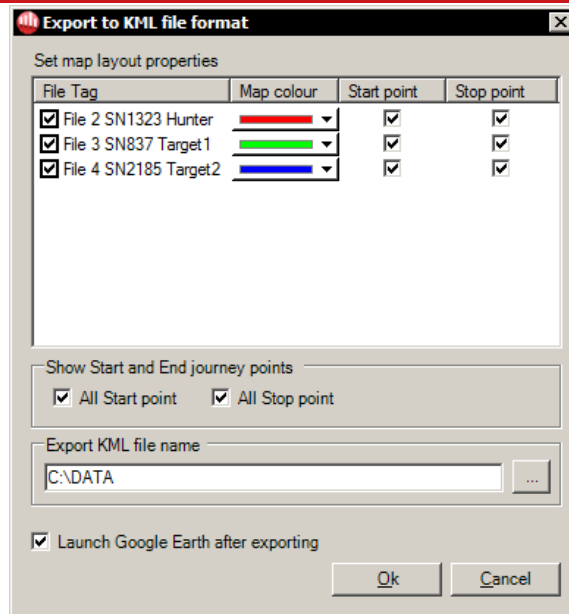 Export to KML file format
Set map layout properties
File Tag Map colour Start point Stop point
File 2 SN1323 Hunter
File 3 SN837 Target1
File 4 SN2185 Target2
Show Start and End journey points
All Start point All Stop point
Export KML file name
C:\DATA ...
Launch Google Earth after exporting
Ok Cancel